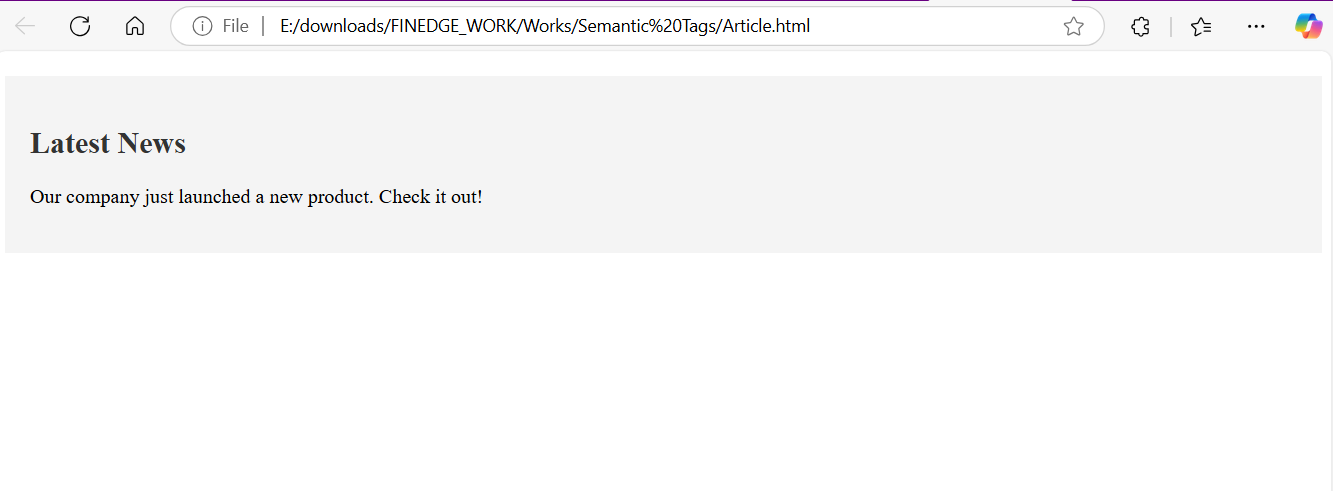 File E:/downloads/FINEDGE_WORK/Works/Semantic%20Tags/Article.html
Latest News
Our company just launched a new product. Check it out!